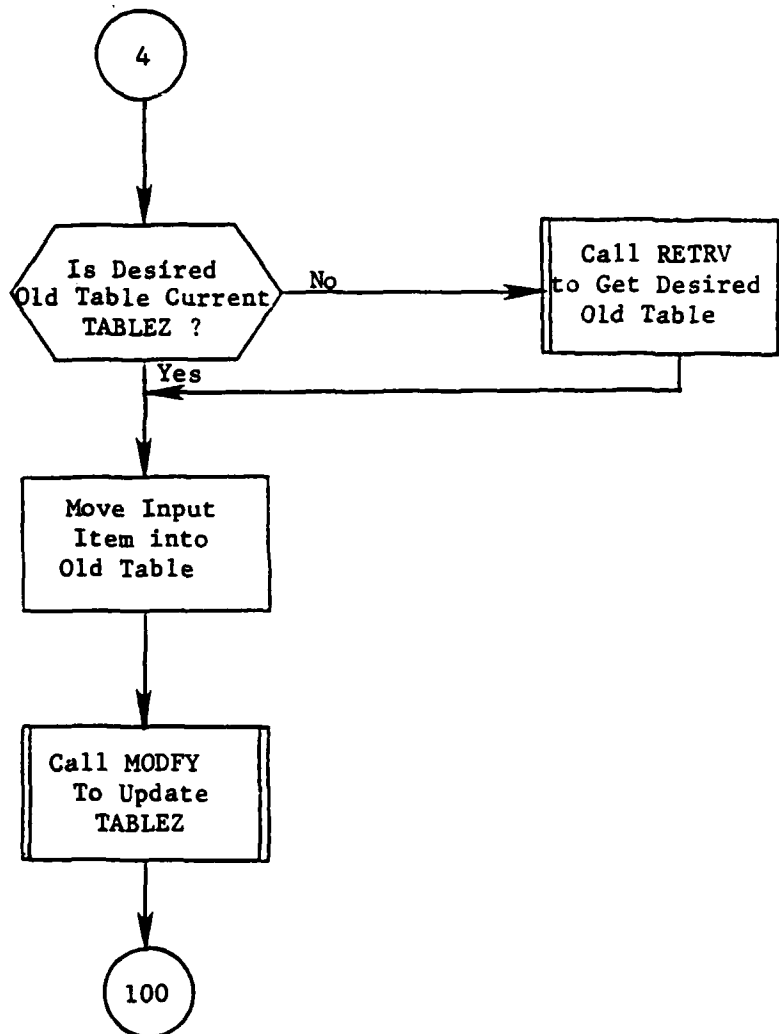 4
Is Desired
Old Table Current
TABLEZ ?
No
Call RETRV
to Get Desired
Old Table
Yes
Move Input
Item into
Old Table
Call MODFY
To Update
TABLEZ
100